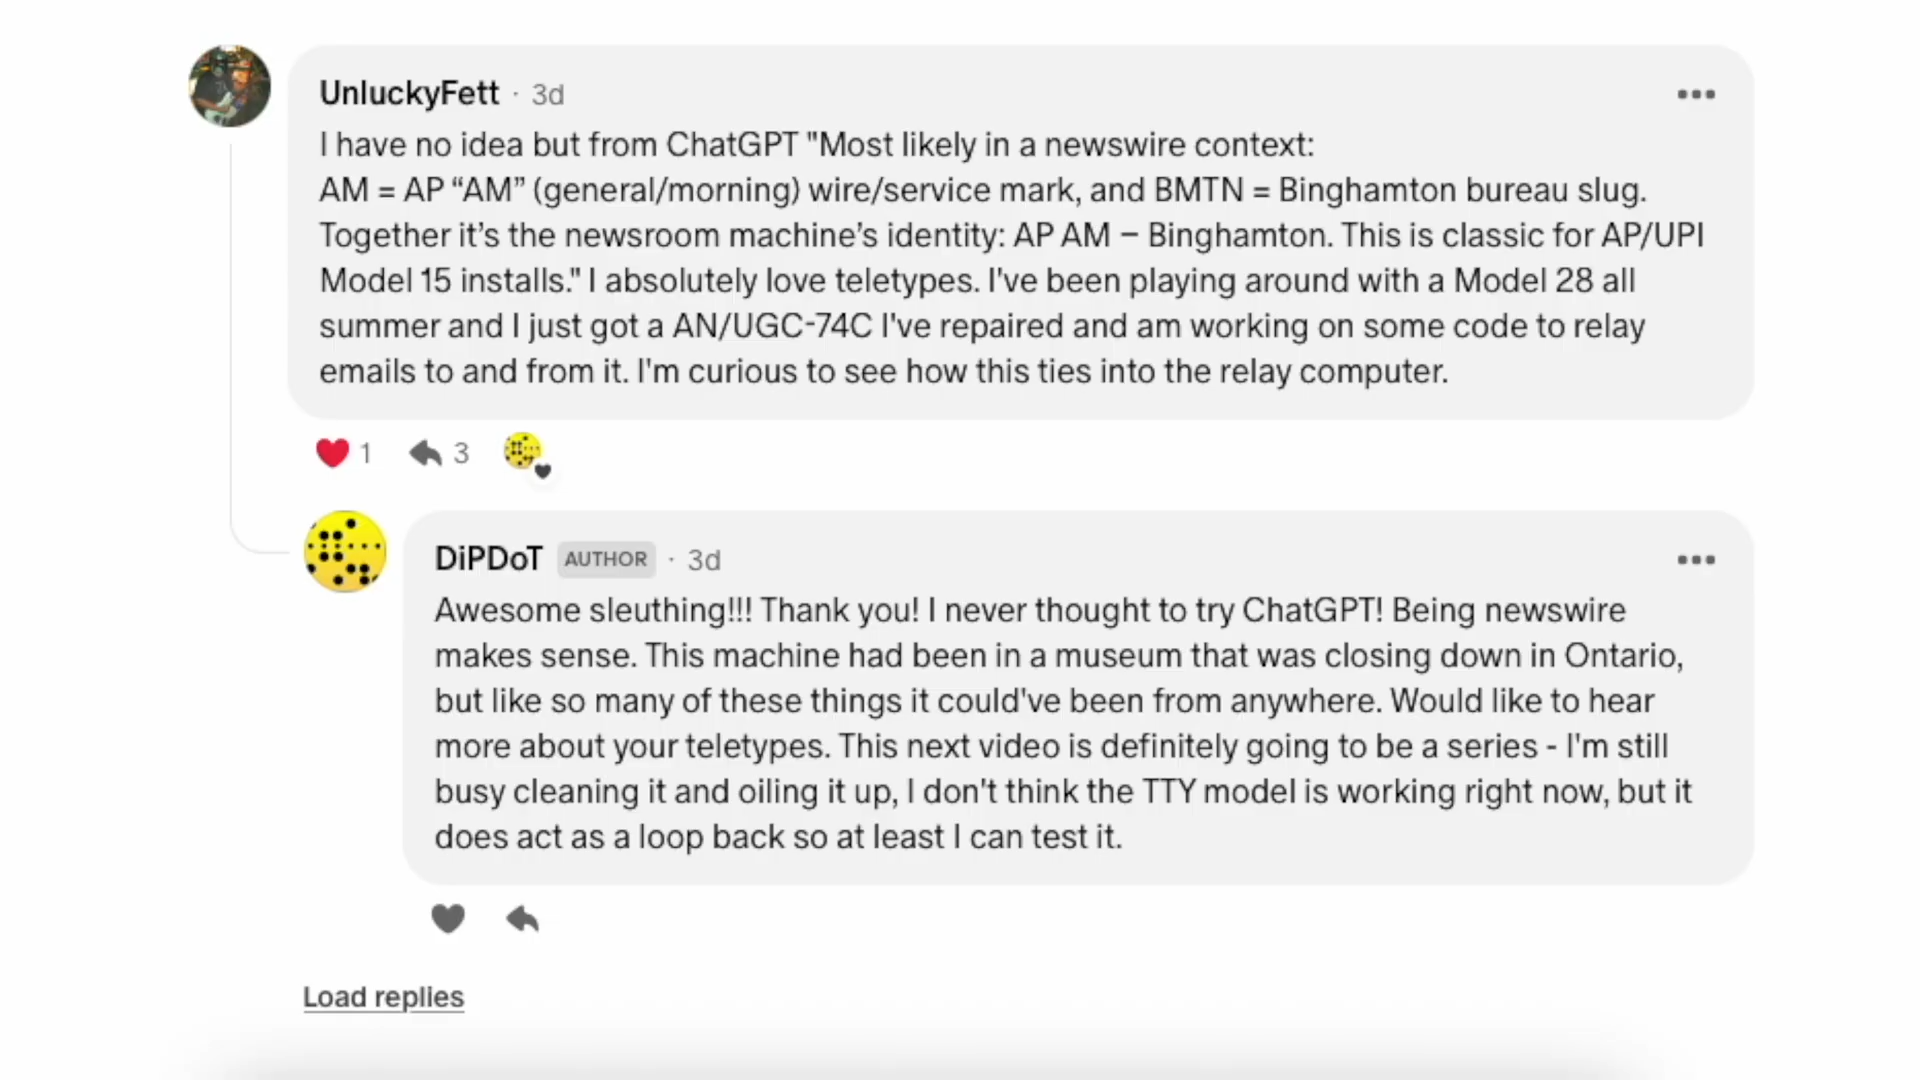 UnluckyFett · 3d
I have no idea but from ChatGPT "Most likely in a newswire context:
AM = AP “AM” (general/morning) wire/service mark, and BMTN = Binghamton bureau slug.
Together it’s the newsroom machine’s identity: AP AM – Binghamton. This is classic for AP/UPI
Model 15 installs." I absolutely love teletypes. I've been playing around with a Model 28 all
summer and I just got a AN/UGC-74C I've repaired and am working on some code to relay
emails to and from it. I'm curious to see how this ties into the relay computer.
1 3
DiPDoT AUTHOR · 3d
Awesome sleuthing!!! Thank you! I never thought to try ChatGPT! Being newswire
makes sense. This machine had been in a museum that was closing down in Ontario,
but like so many of these things it could've been from anywhere. Would like to hear
more about your teletypes. This next video is definitely going to be a series - I'm still
busy cleaning it and oiling it up, I don't think the TTY model is working right now, but it
does act as a loop back so at least I can test it.
Load replies